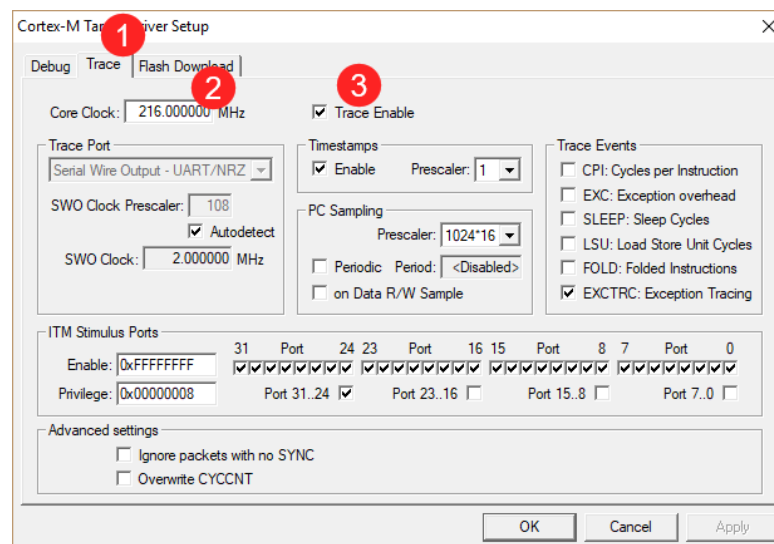 Cortex-M Ta iver Setup
1
Debug Trace Flash Download
2
3
Core Clock: 216.000000 MHz Trace Enable
Trace Port
Serial Wire Output - UART/NRZ
SWO Clock Prescaler: 108
Autodetect
SWO Clock: 2.000000 MHz
Timestamps
Enable Prescaler: 1
PC Sampling
Prescaler: 1024*16
Periodic Period: <Disabled>
on Data R/W Sample
Trace Events
CPI: Cycles per Instruction
EXC: Exception overhead
SLEEP: Sleep Cycles
LSU: Load Store Unit Cycles
FOLD: Folded Instructions
EXCTRC: Exception Tracing
ITM Stimulus Ports
31 Port 24 23 Port 16 15 Port 8 7 Port 0
Enable: 0xFFFFFFFF
Privilege: 0x00000008 Port 31..24 Port 23..16 Port 15..8 Port 7..0
Advanced settings
Ignore packets with no SYNC
Overwrite CYCCNT
OK Cancel Apply